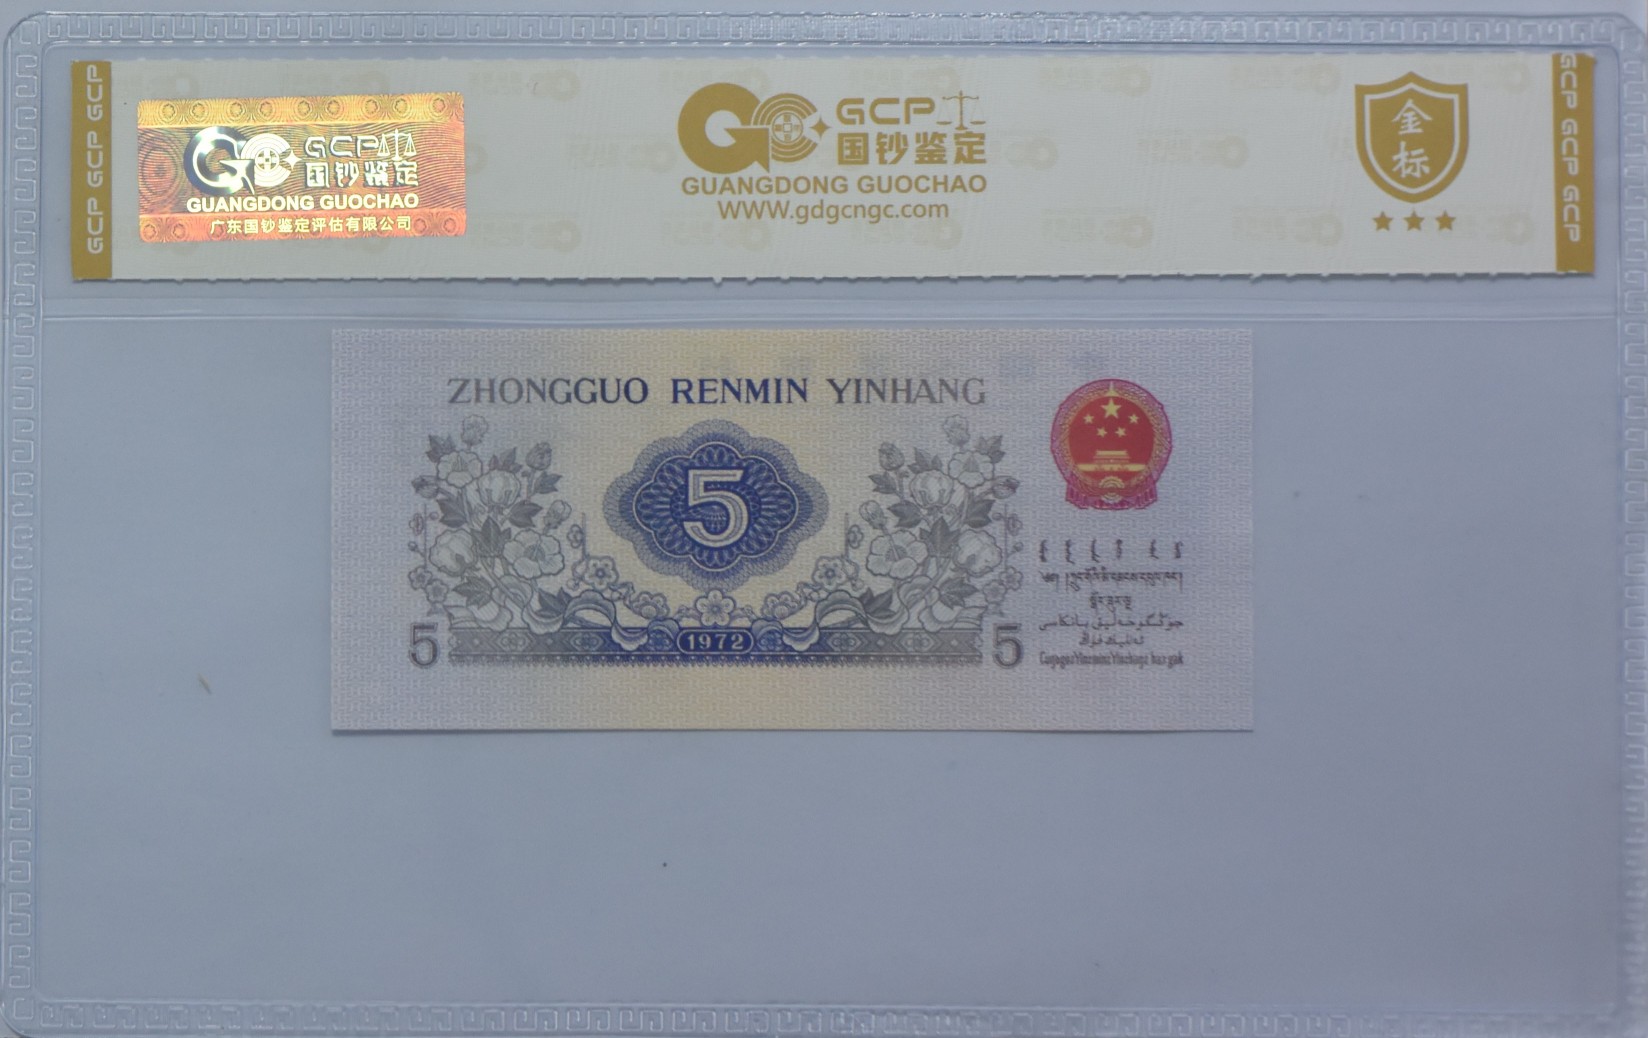 GCP GCP GCP
GCP
国钞鉴定
GUANGDONG GUOCHAO
广东国钞鉴定评估有限公司
GCP
国钞鉴定
GUANGDONG GUOCHAO
WWW.gdgcngc.com
金
标
GCP GCP GCP
ZHONGGUO RENMIN YINHANG
5
5
1972
5